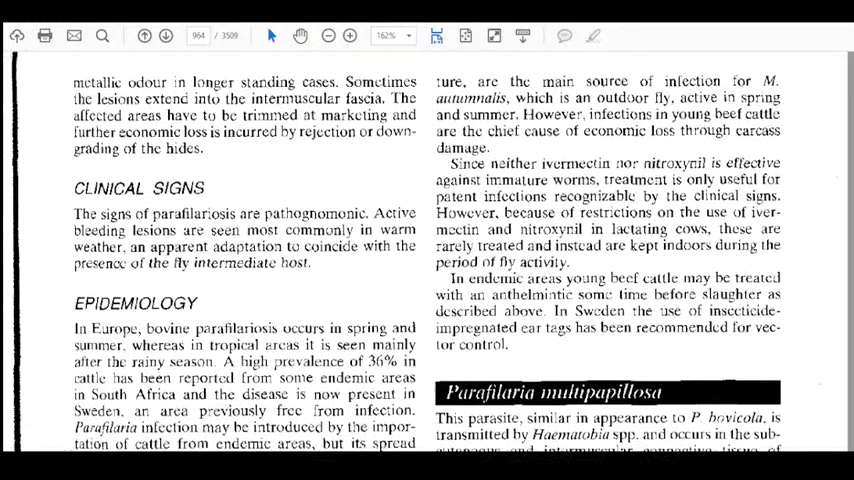 964 / 3509
162%
metallic odour in longer standing cases. Sometimes
the lesions extend into the intermuscular fascia. The
affected areas have to be trimmed at marketing and
further economic loss is incurred by rejection or down-
grading of the hides.
CLINICAL SIGNS
The signs of parafilariosis are pathognomonic. Active
bleeding lesions are seen most commonly in warm
weather, an apparent adaptation to coincide with the
presence of the fly intermediate host.
EPIDEMIOLOGY
In Europe, bovine parafilariosis occurs in spring and
summer, whereas in tropical areas it is seen mainly
after the rainy season. A high prevalence of 36% in
cattle has been reported from some endemic areas
in South Africa and the disease is now present in
Sweden, an area previously free from infection.
Parafilaria infection may be introduced by the impor-
tation of cattle from endemic areas, but its spread
ture, are the main source of infection for M.
autumnalis, which is an outdoor fly, active in spring
and summer. However, infections in young beef cattle
are the chief cause of economic loss through carcass
damage.
Since neither ivermectin nor nitroxynil is effective
against immature worms, treatment is only useful for
patent infections recognizable by the clinical signs.
However, because of restrictions on the use of iver-
mectin and nitroxynil in lactating cows, these are
rarely treated and instead are kept indoors during the
period of fly activity.
In endemic areas young beef cattle may be treated
with an anthelmintic some time before slaughter as
described above. In Sweden the use of insecticide-
impregnated ear tags has been recommended for vec-
tor control.
Parafilaria multipapillosa
This parasite, similar in appearance to P. bovicola, is
transmitted by Haematobia spp. and occurs in the sub-
cutaneous and intermuscular connective tissue of